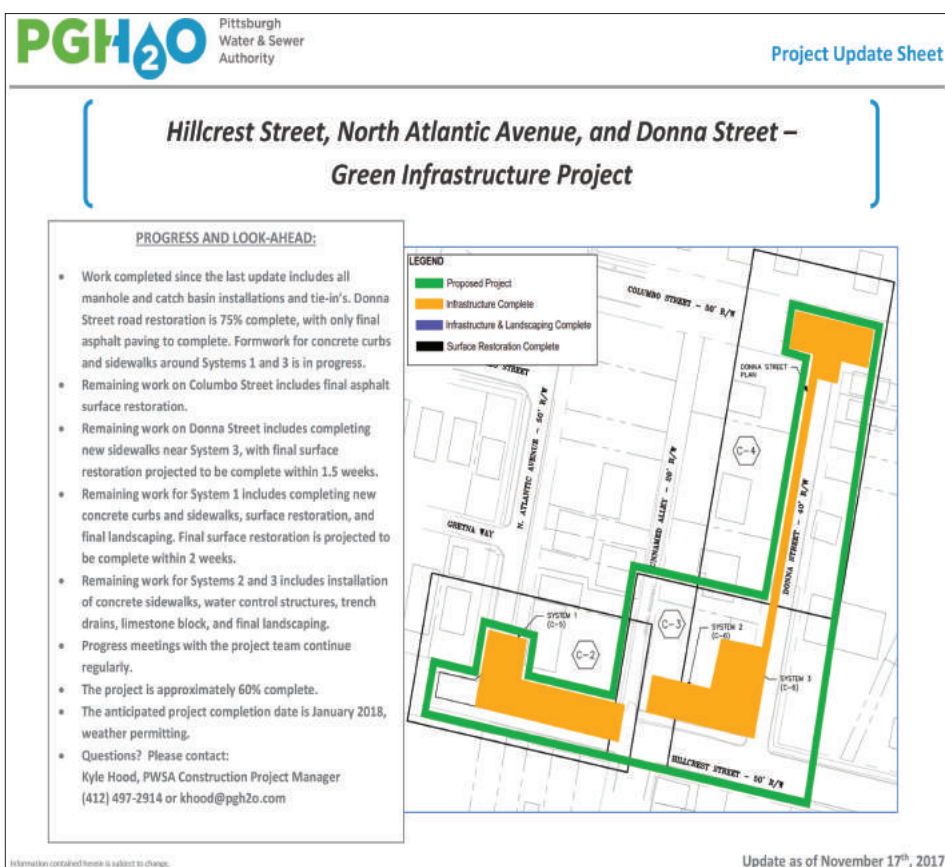 PGH2O
Pittsburgh
Water & Sewer
Authority
Project Update Sheet
Hillcrest Street, North Atlantic Avenue, and Donna Street –
Green Infrastructure Project
PROGRESS AND LOOK-AHEAD:
• Work completed since the last update includes all
manhole and catch basin installations and tie-in's. Donna
Street road restoration is 75% complete, with only final
asphalt paving to complete. Formwork for concrete curbs
and sidewalks around Systems 1 and 3 is in progress.
• Remaining work on Columbo Street includes final asphalt
surface restoration.
• Remaining work on Donna Street includes completing
new sidewalks near System 3, with final surface
restoration projected to be complete within 1.5 weeks.
• Remaining work for System 1 includes completing new
concrete curbs and sidewalks, surface restoration, and
final landscaping. Final surface restoration is projected to
be complete within 2 weeks.
• Remaining work for Systems 2 and 3 includes installation
of concrete sidewalks, water control structures, trench
drains, limestone block, and final landscaping.
• Progress meetings with the project team continue
regularly.
• The project is approximately 60% complete.
• The anticipated project completion date is January 2018,
weather permitting.
• Questions? Please contact:
Kyle Hood, PWSA Construction Project Manager
(412) 497-2914 or khood@pgh2o.com
LEGEND
Proposed Project
Infrastructure Complete
Infrastructure & Landscaping Complete
Surface Restoration Complete
COLUMBO STREET - 50' R/W
STREET
DONNA STREET
PLAN
N. ATLANTIC AVENUE - 50' R/W
UNNAMED ALLEY - 20' R/W
C-4
DONNA STREET - 40' R/W
GRETNA WAY
SYSTEM 1
(C-5)
C-2
C-3
SYSTEM 2
(C-6)
SYSTEM 3
(C-6)
HILLCREST STREET - 50' R/W
Information contained herein is subject to change.
Update as of November 17th, 2017